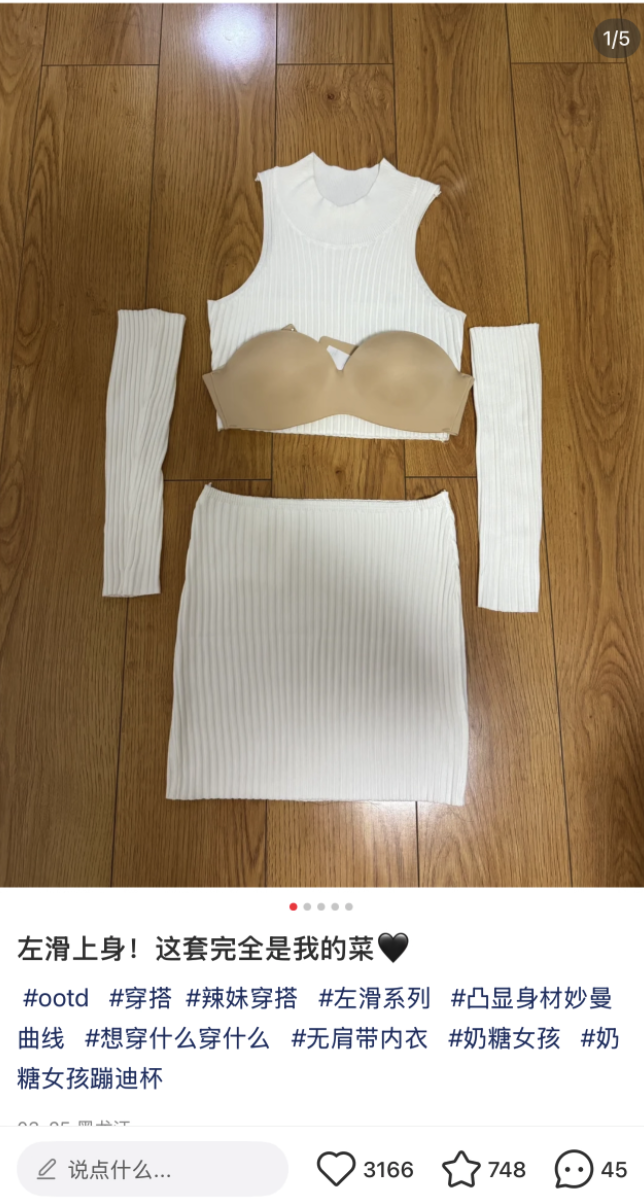 1/5
左滑上身！这套完全是我的菜🖤
#ootd #穿搭 #辣妹穿搭 #左滑系列 #凸显身材妙曼
曲线 #想穿什么穿什么 #无肩带内衣 #奶糖女孩 #奶
糖女孩蹦迪杯
说点什么... 3166 748 45